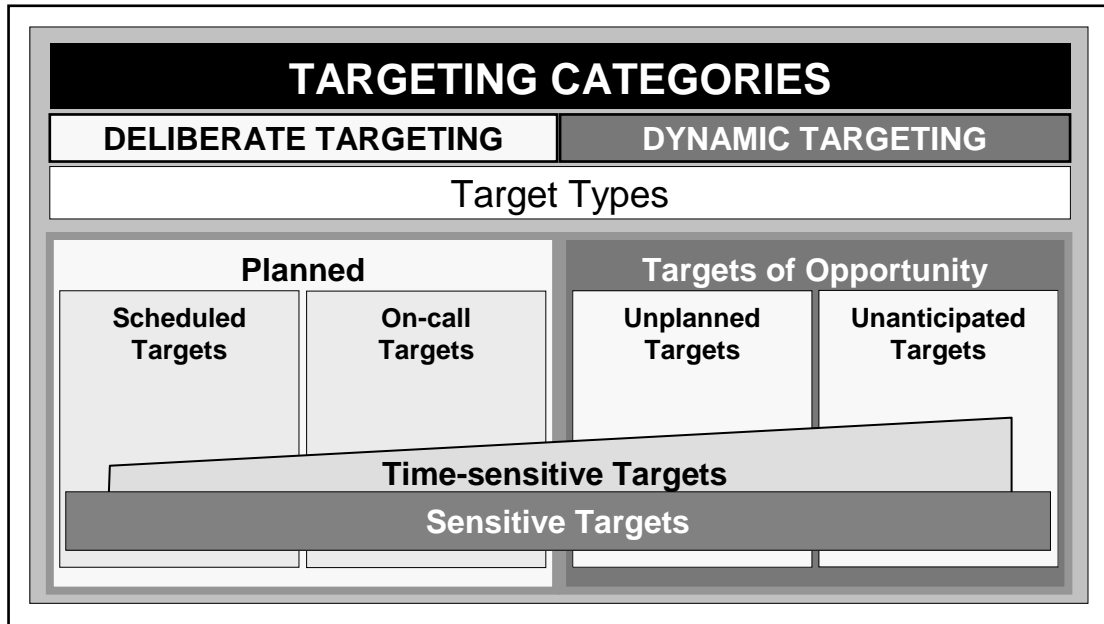 TARGETING CATEGORIES
DELIBERATE TARGETING
DYNAMIC TARGETING
Target Types
Planned
Scheduled
Targets
On-call
Targets
Targets of Opportunity
Unplanned
Targets
Unanticipated
Targets
Time-sensitive Targets
Sensitive Targets